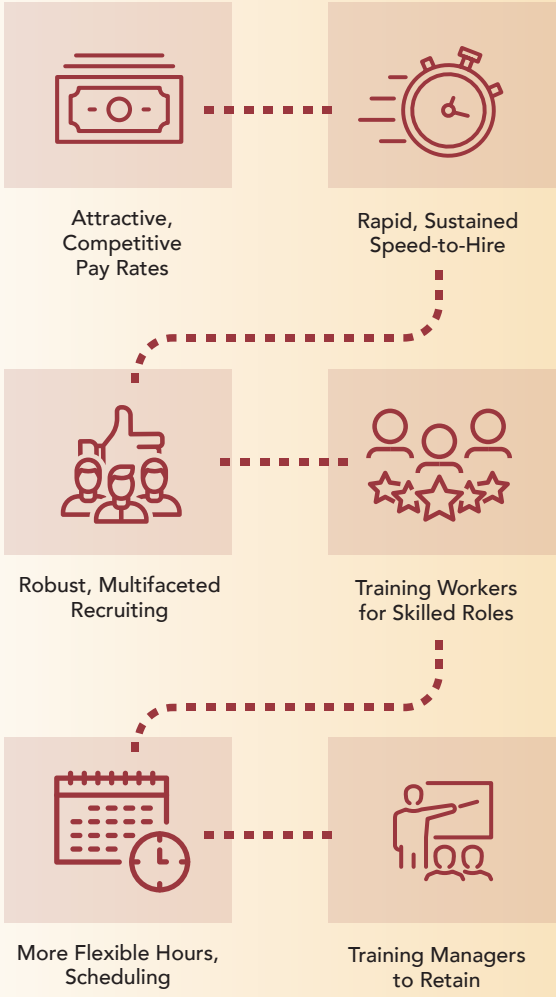 Attractive,
Competitive
Pay Rates
Rapid, Sustained
Speed-to-Hire
Robust, Multifaceted
Recruiting
Training Workers
for Skilled Roles
More Flexible Hours,
Scheduling
Training Managers
to Retain